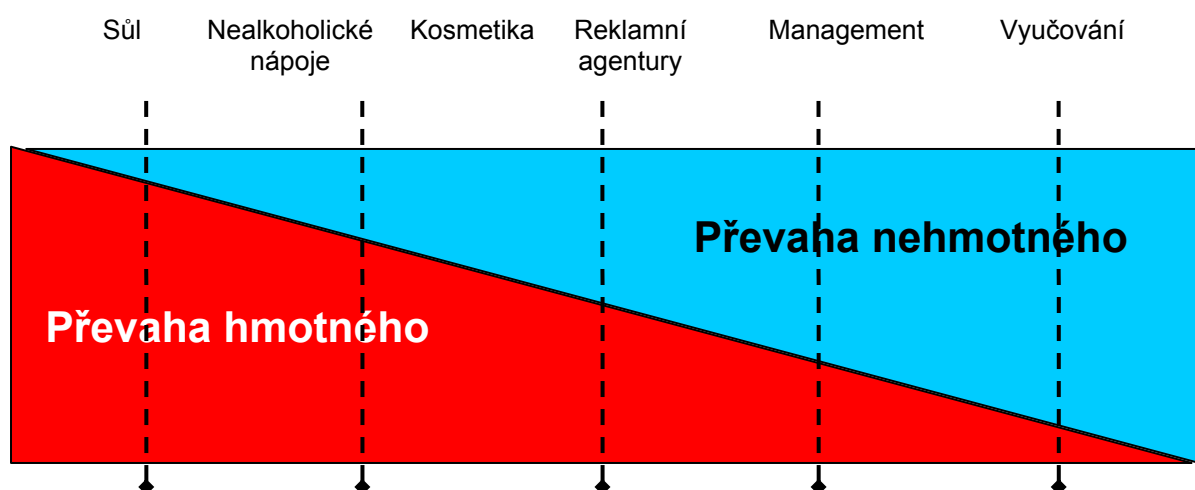 Sůl
Nealkoholické
nápoje
Kosmetika
Reklamní
agentury
Management
Vyučování
Převaha nehmotného
Převaha hmotného